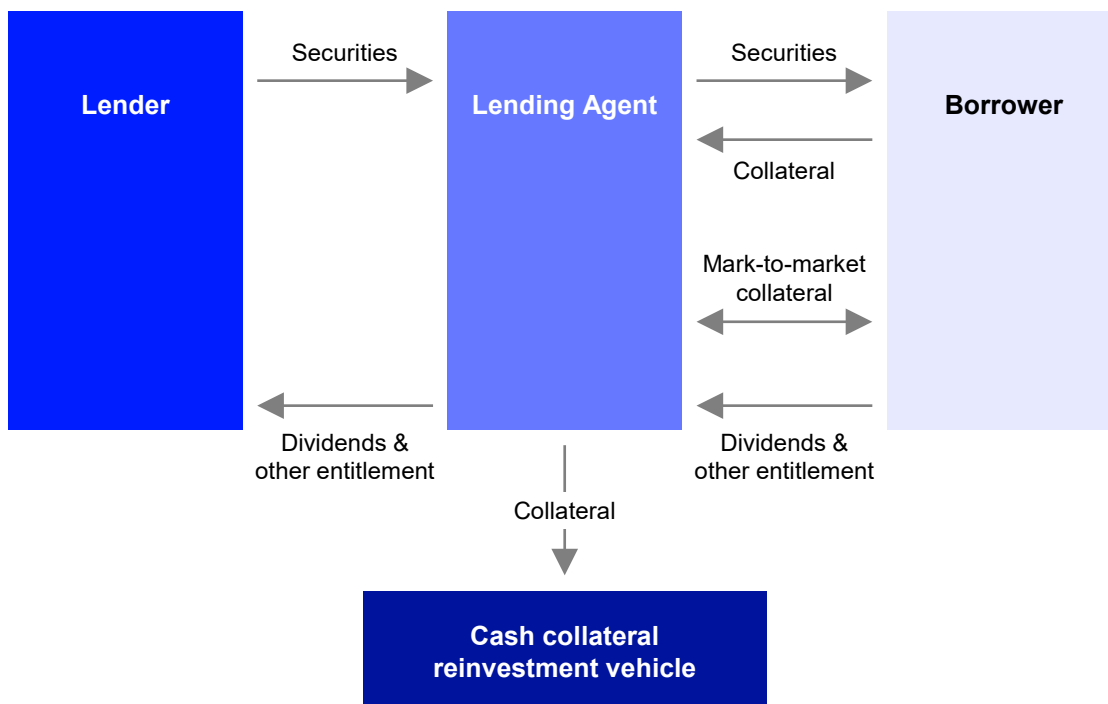 Securities
Securities
Lender
Lending Agent
Borrower
Collateral
Mark-to-market
collateral
Dividends &
other entitlement
Dividends &
other entitlement
Collateral
Cash collateral
reinvestment vehicle